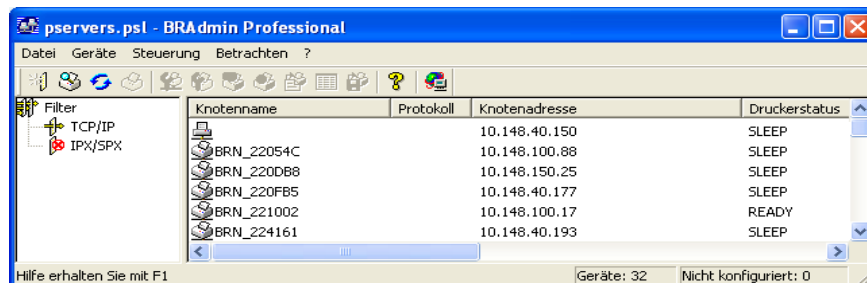 pservers.psl - BRAdmin Professional
Datei Geräte Steuerung Betrachten ?
Filter
TCP/IP
IPX/SPX
Knotenname Protokoll Knotenadresse Druckerstatus
10.148.40.150 SLEEP
BRN_22054C 10.148.100.88 SLEEP
BRN_220DB8 10.148.150.25 SLEEP
BRN_220FB5 10.148.40.177 SLEEP
BRN_221002 10.148.100.17 READY
BRN_224161 10.148.40.193 SLEEP
Hilfe erhalten Sie mit F1 Geräte: 32 Nicht konfiguriert: 0